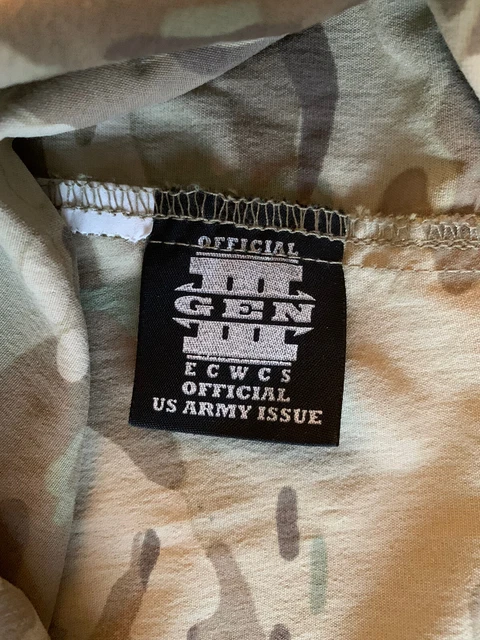 OFFICIAL
III
GEN
III
ECWCS
OFFICIAL
US ARMY ISSUE